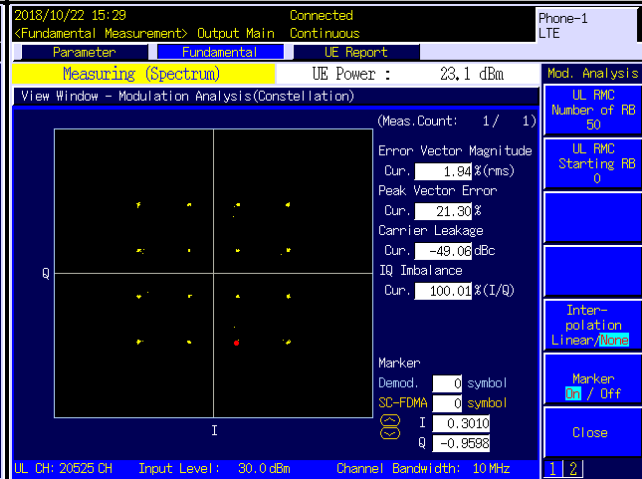 2018/10/22 15:29 Connected Phone-1
<Fundamental Measurement> Output Main Continuous LTE
Parameter Fundamental UE Report
Measuring (Spectrum) UE Power : 23.1 dBm Mod. Analysis
View Window - Modulation Analysis(Constellation)
(Meas.Count: 1/ 1)
Error Vector Magnitude
Cur. 1.94 %(rms)
Peak Vector Error
Cur. 21.30 %
Carrier Leakage
Cur. -49.06 dBc
IQ Imbalance
Cur. 100.01 %(I/Q)
Q
I
Marker
Demod. 0 symbol
SC-FDMA 0 symbol
I 0.3010
Q -0.9598
UL RMC
Number of RB
50
UL RMC
Starting RB
0
Inter-
polation
Linear/None
Marker
On / Off
Close
UL CH: 20525 CH Input Level: 30.0 dBm Channel Bandwidth: 10 MHz 1 2